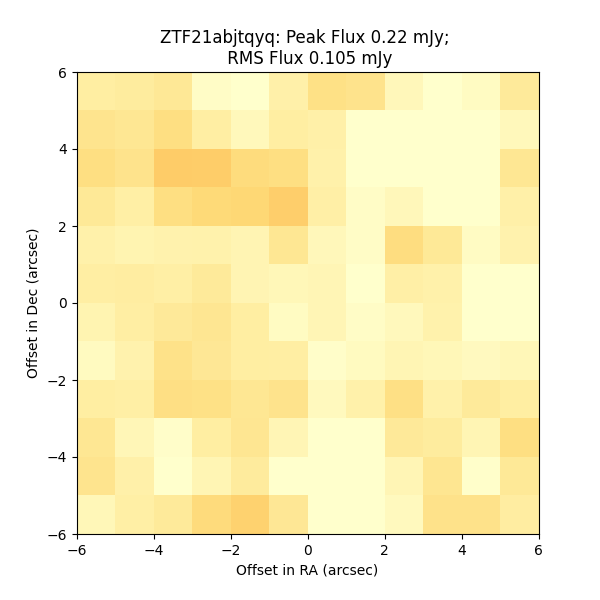 ZTF21abjtqyq: Peak Flux 0.22 mJy;
RMS Flux 0.105 mJy
6
4
2
0
−2
−4
−6
Offset in Dec (arcsec)
−6 −4 −2 0 2 4 6
Offset in RA (arcsec)